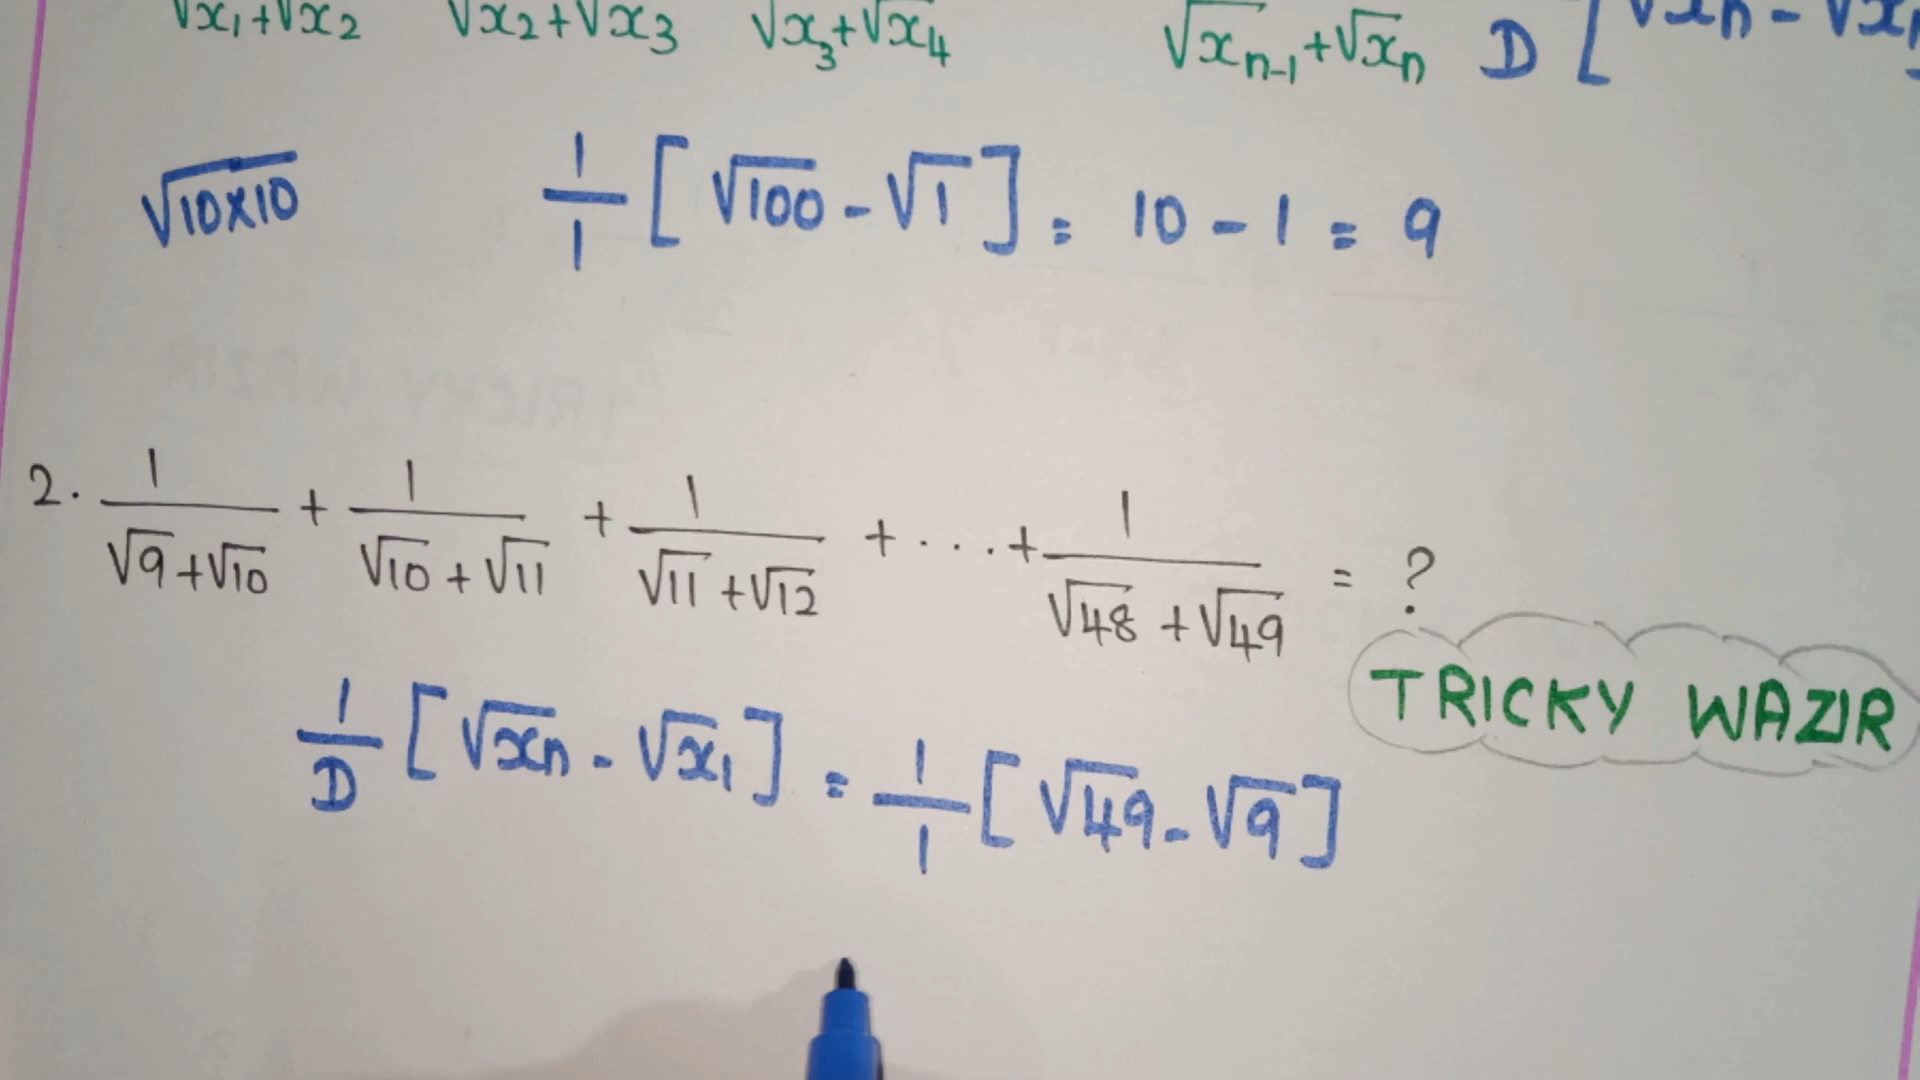 √x₁+√x₂ √x₂+√x₃ √x₃+√x₄ √xₙ₋₁+√xₙ D [√xₙ - √x
√10×10 1/1 [√100 - √1] = 10 - 1 = 9
2. 1/(√9+√10) + 1/(√10+√11) + 1/(√11+√12) + ... + 1/(√48+√49) = ?
TRICKY WAZIR
1/D [√xₙ - √x₁] = 1/1 [√49 - √9]